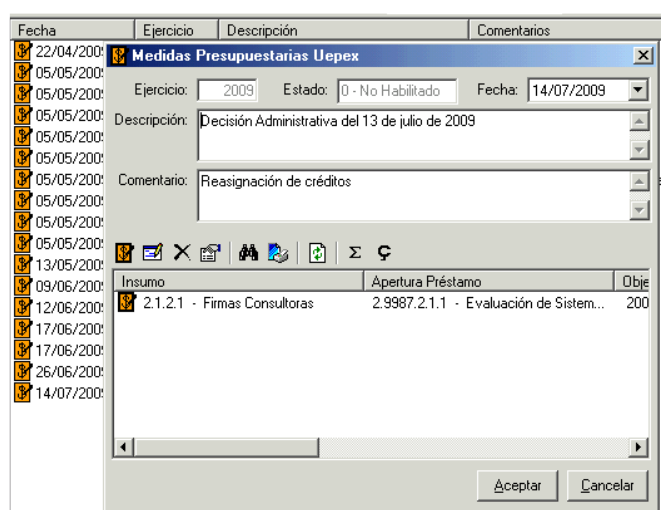 Fecha Ejercicio Descripción Comentarios
22/04/200
Medidas Presupuestarias Uepex
05/05/200
05/05/200
Ejercicio: 2009 Estado: 0 - No Habilitado Fecha: 14/07/2009
05/05/200
Descripción: Decisión Administrativa del 13 de julio de 2009
05/05/200
05/05/200
05/05/200
Comentario: Reasignación de créditos
05/05/200
05/05/200
05/05/200
13/05/200
Σ Ç
09/06/200
Insumo Apertura Préstamo Obje
12/06/200
2.1.2.1 - Firmas Consultoras 2.9987.2.1.1 - Evaluación de Sistem... 200
17/06/200
17/06/200
26/06/200
14/07/200
Aceptar Cancelar